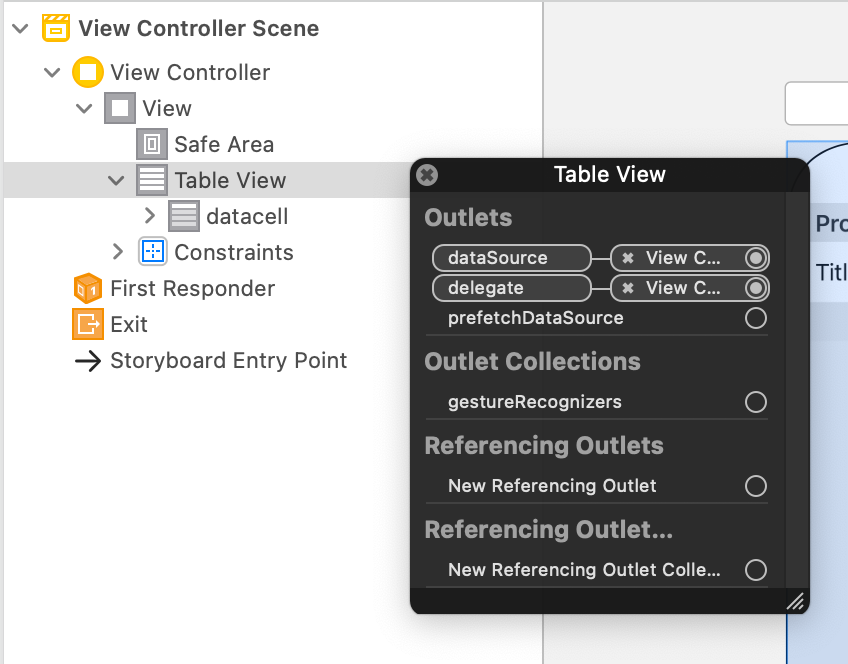 View Controller Scene
View Controller
View
Safe Area
Table View
datacell
Constraints
First Responder
Exit
Storyboard Entry Point
Table View
Outlets
dataSource View C...
delegate View C...
prefetchDataSource
Outlet Collections
gestureRecognizers
Referencing Outlets
New Referencing Outlet
Referencing Outlet...
New Referencing Outlet Colle...
Pro
Titl